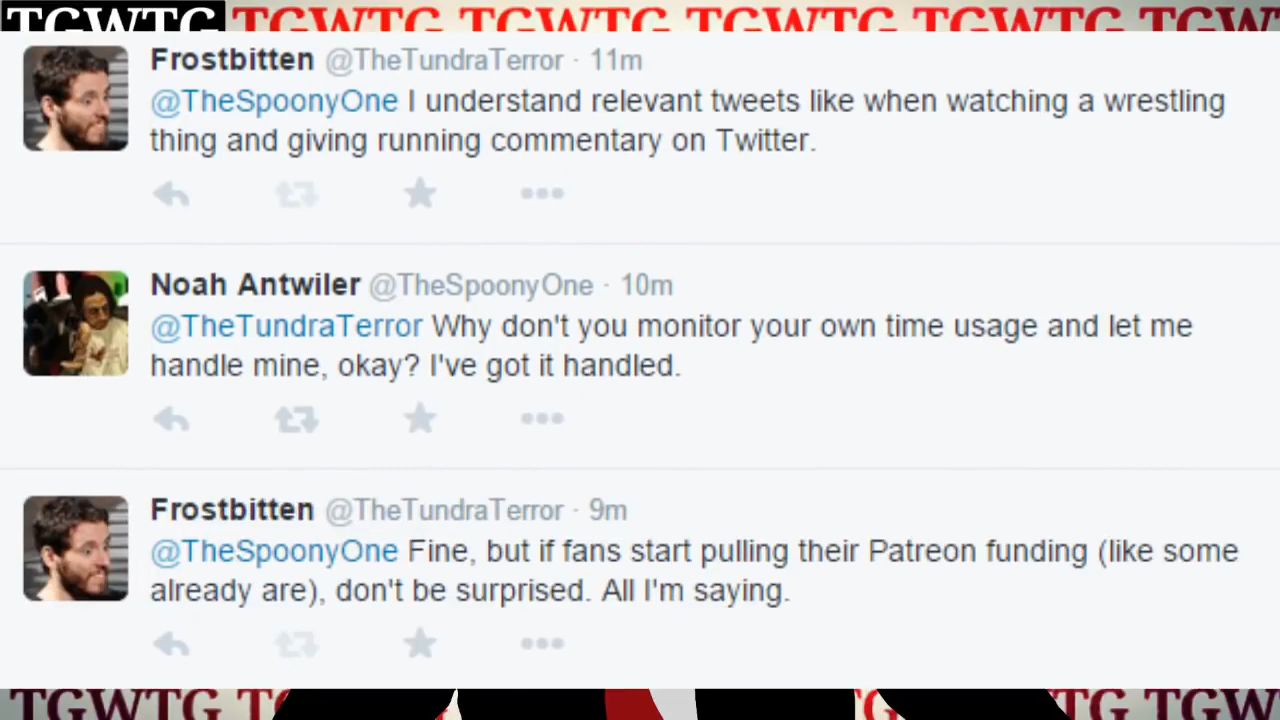 TGWTG TGWTG TGWTG TGWTG TGWTG TGWTG
Frostbitten @TheTundraTerror · 11m
@TheSpoonyOne I understand relevant tweets like when watching a wrestling
thing and giving running commentary on Twitter.
Noah Antwiler @TheSpoonyOne · 10m
@TheTundraTerror Why don't you monitor your own time usage and let me
handle mine, okay? I've got it handled.
Frostbitten @TheTundraTerror · 9m
@TheSpoonyOne Fine, but if fans start pulling their Patreon funding (like some
already are), don't be surprised. All I'm saying.
TGWTG TG TG TGWTG TGW